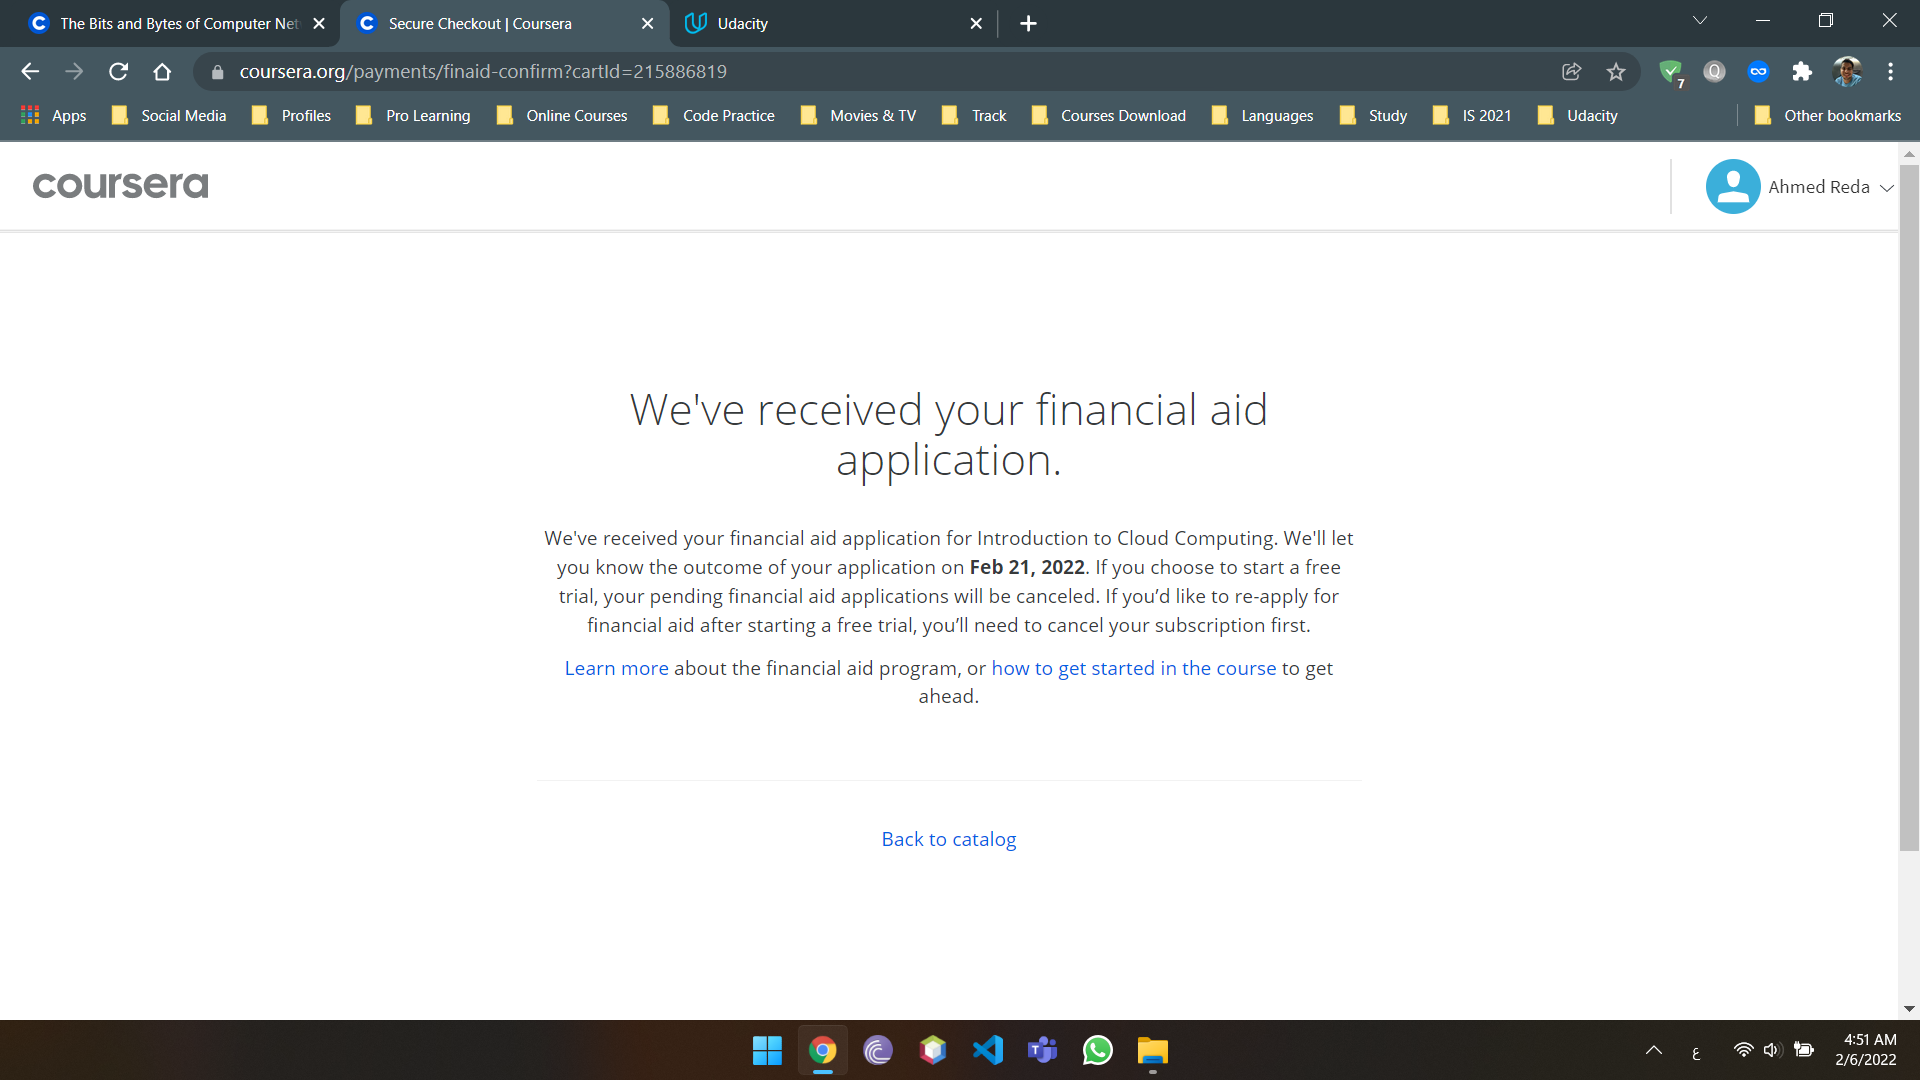 The Bits and Bytes of Computer Net
Secure Checkout | Coursera
Udacity
coursera.org/payments/finaid-confirm?cartId=215886819
7
Apps
Social Media
Profiles
Pro Learning
Online Courses
Code Practice
Movies & TV
Track
Courses Download
Languages
Study
IS 2021
Udacity
Other bookmarks
coursera
Ahmed Reda
We've received your financial aid
application.
We've received your financial aid application for Introduction to Cloud Computing. We'll let
you know the outcome of your application on Feb 21, 2022. If you choose to start a free
trial, your pending financial aid applications will be canceled. If you’d like to re-apply for
financial aid after starting a free trial, you’ll need to cancel your subscription first.
Learn more about the financial aid program, or how to get started in the course to get
ahead.
Back to catalog
ع
4:51 AM
2/6/2022